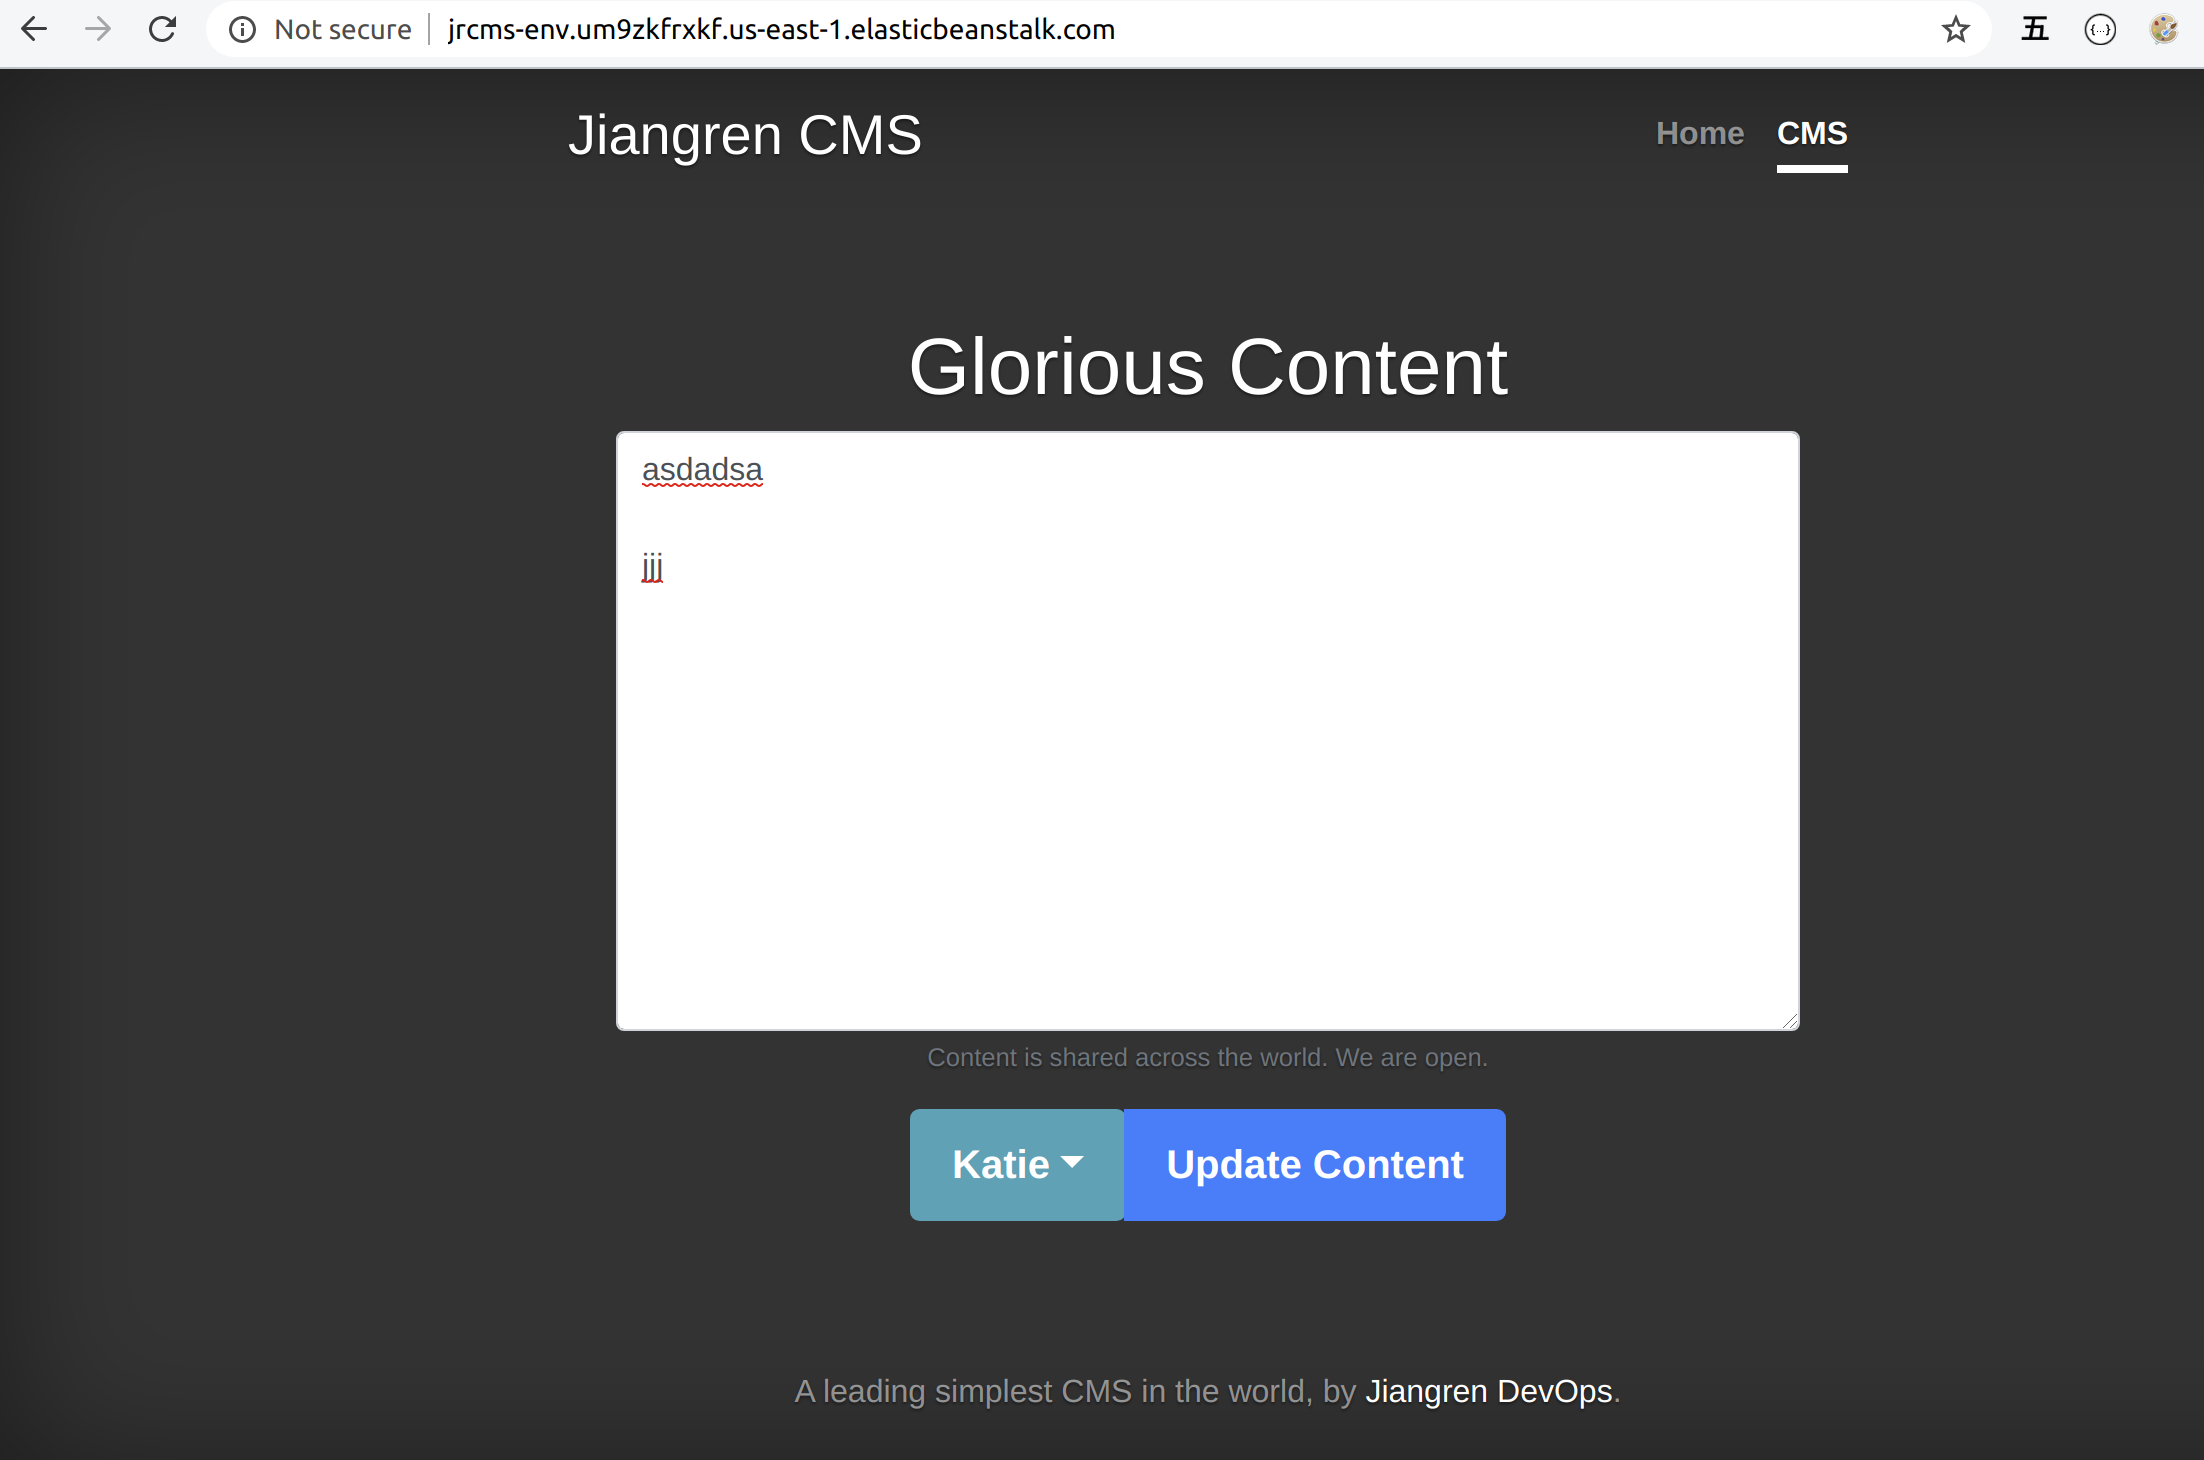 Not secure jrcms-env.um9zkfrxkf.us-east-1.elasticbeanstalk.com 五 {...}
Jiangren CMS Home CMS
Glorious Content
asdadsa
jjj
Content is shared across the world. We are open.
Katie Update Content
A leading simplest CMS in the world, by Jiangren DevOps.